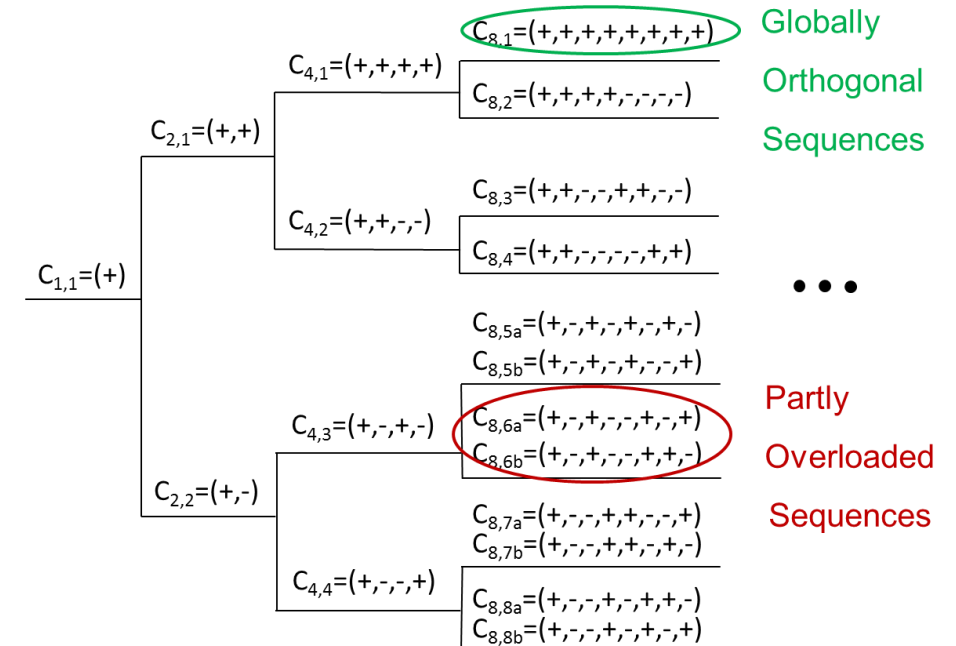 C8,1=(+,+,+,+,+,+,+,+)
Globally
C4,1=(+,+,+,+)
Orthogonal
C8,2=(+,+,+,+,-,-,-,-)
C2,1=(+,+)
Sequences
C8,3=(+,+,-,-,+,+,-,-)
C4,2=(+,+,-,-)
C8,4=(+,+,-,-,-,-,+,+)
C1,1=(+)
•••
C8,5a=(+,-,+,-,+,-,+,-)
C8,5b=(+,-,+,-,+,-,-,+)
Partly
C8,6a=(+,-,+,-,-,+,-,+)
C4,3=(+,-,+,-)
C8,6b=(+,-,+,-,-,+,+,-)
Overloaded
C2,2=(+,-)
C8,7a=(+,-,-,+,+,-,-,+)
Sequences
C8,7b=(+,-,-,+,+,-,+,-)
C4,4=(+,-,-,+)
C8,8a=(+,-,-,+,-,+,+,-)
C8,8b=(+,-,-,+,-,+,-,+)